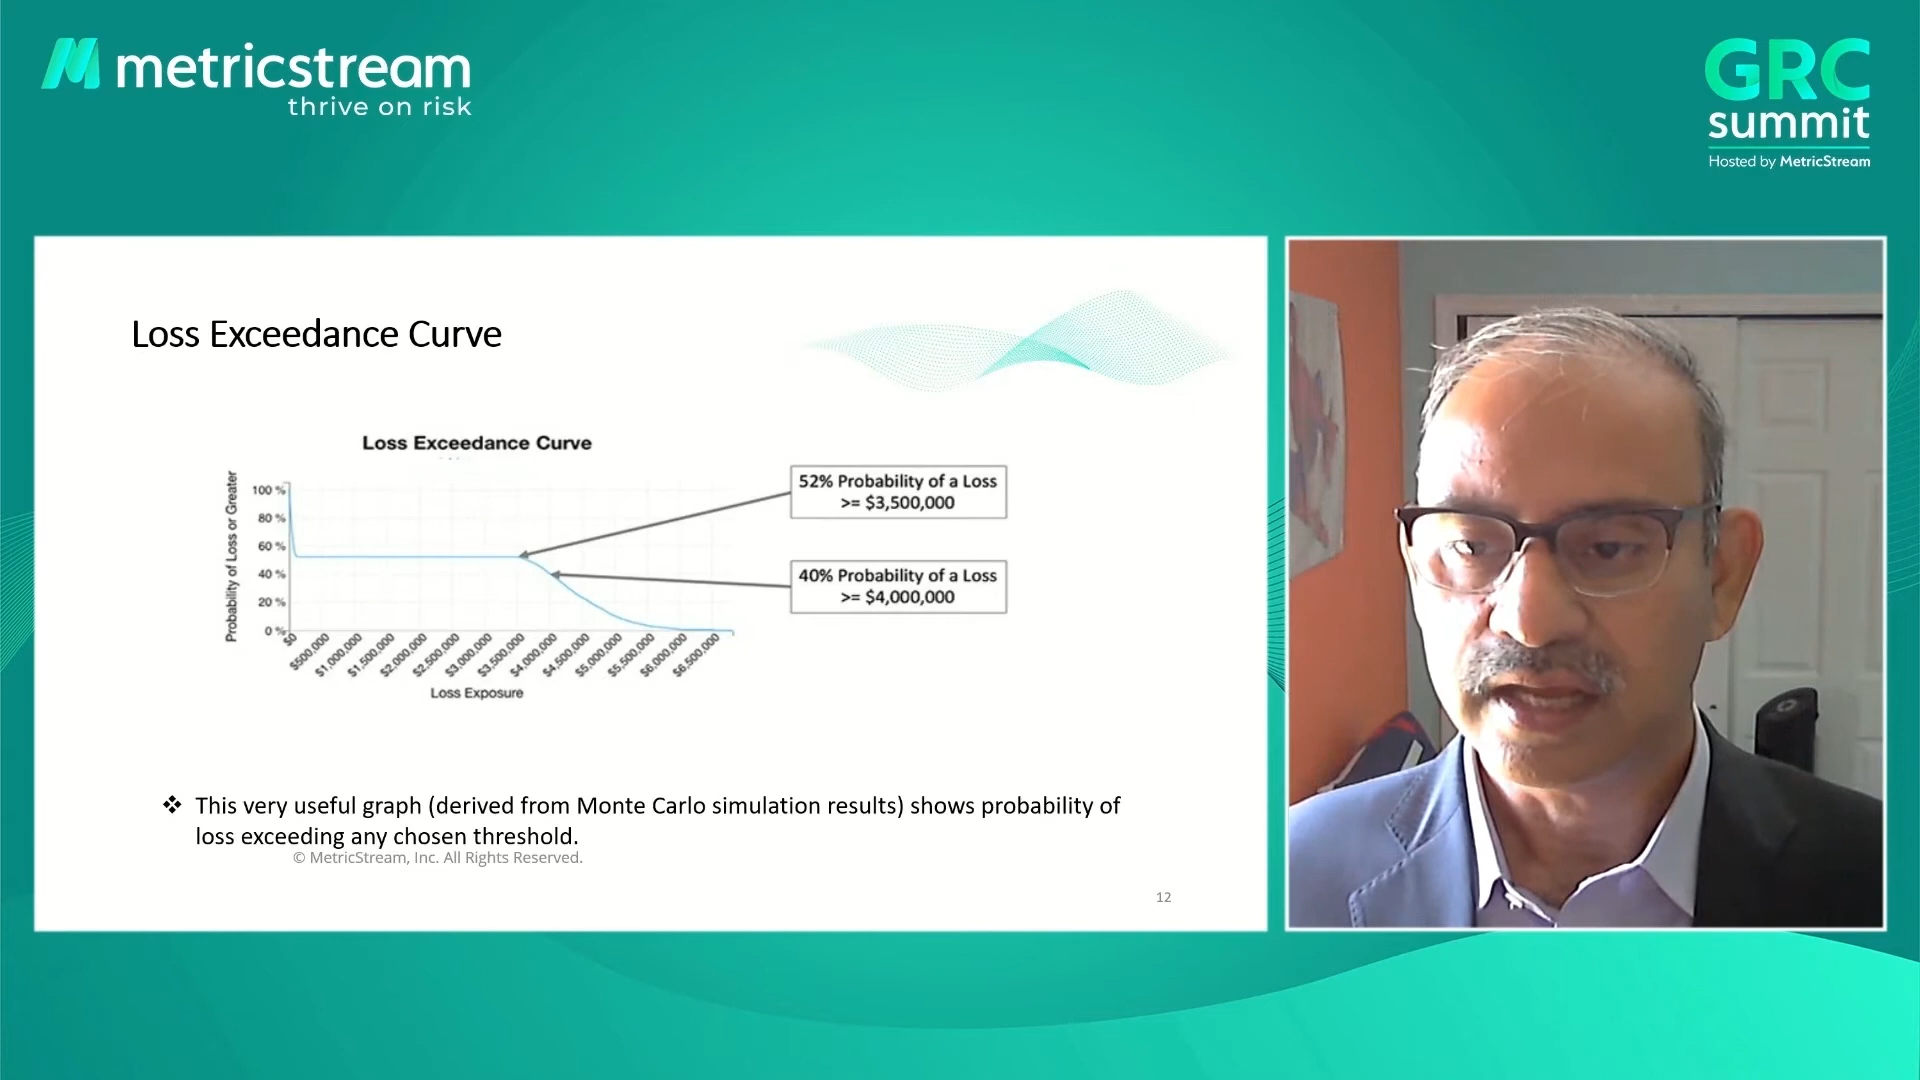 metricstream
thrive on risk
GRC
summit
Hosted by MetricStream
Loss Exceedance Curve
Loss Exceedance Curve
Probability of Loss or Greater
100 %
80 %
60 %
40 %
20 %
0 %
$0
$500,000
$1,000,000
$1,500,000
$2,000,000
$2,500,000
$3,000,000
$3,500,000
$4,000,000
$4,500,000
$5,000,000
$5,500,000
$6,000,000
$6,500,000
Loss Exposure
52% Probability of a Loss
>= $3,500,000
40% Probability of a Loss
>= $4,000,000
❖ This very useful graph (derived from Monte Carlo simulation results) shows probability of
loss exceeding any chosen threshold.
© MetricStream, Inc. All Rights Reserved.
12